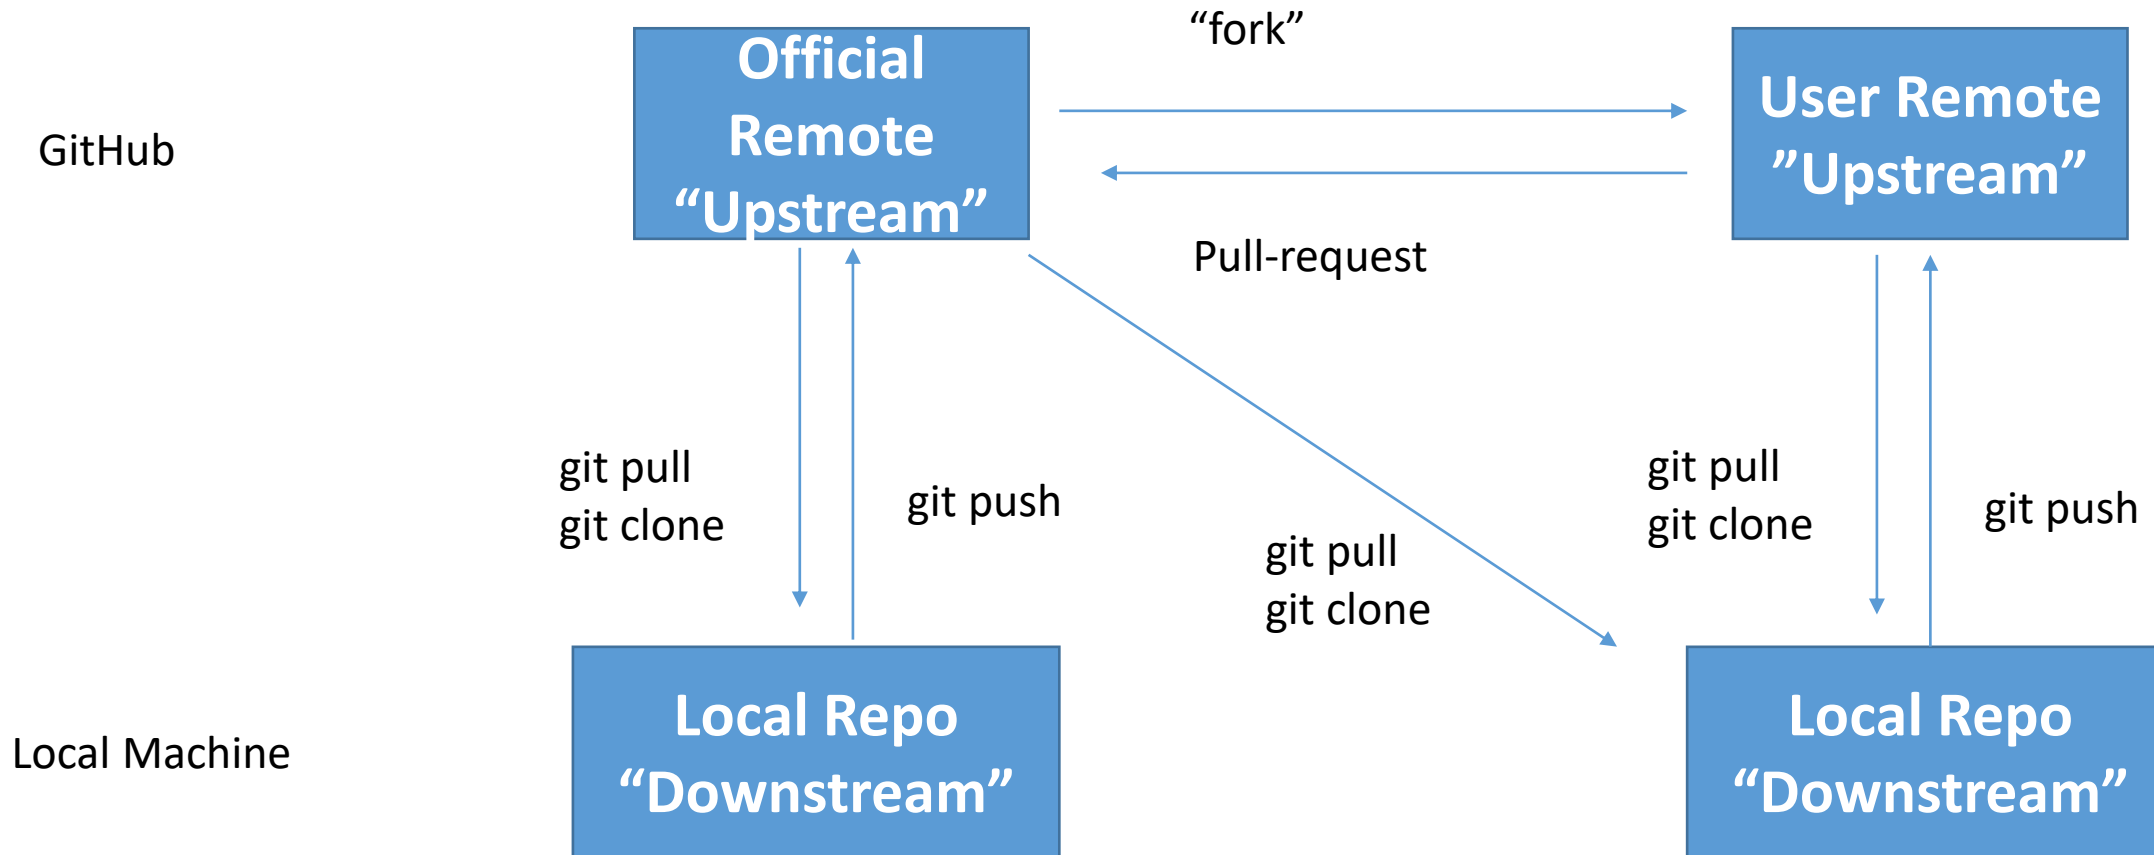 “fork”
Official
Remote
“Upstream”
User Remote
”Upstream”
GitHub
Pull-request
git pull
git clone
git push
git pull
git clone
git pull
git clone
git push
Local Repo
“Downstream”
Local Repo
“Downstream”
Local Machine